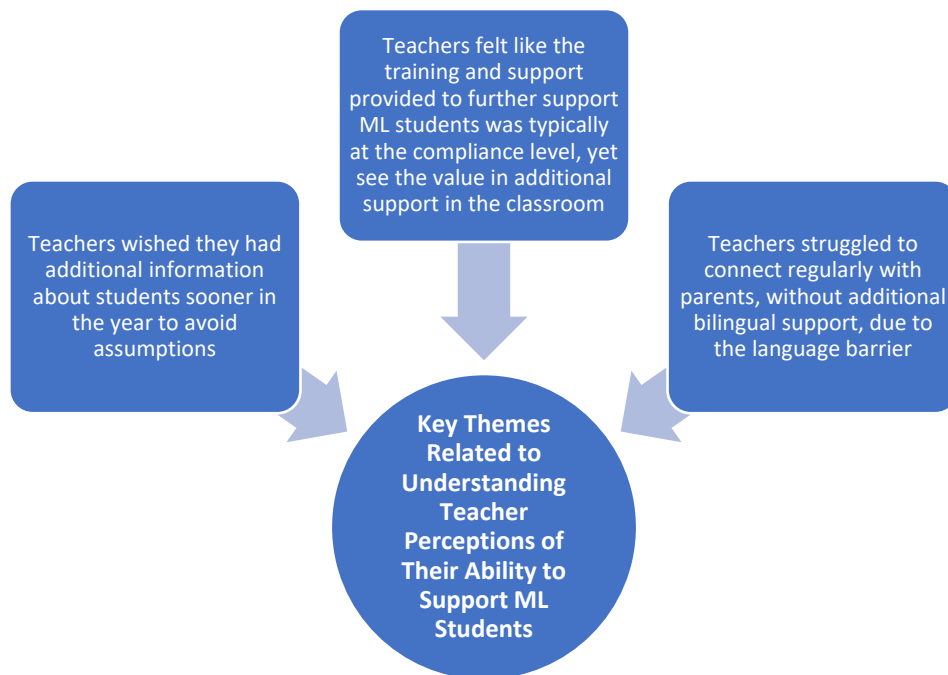 Teachers felt like the
training and support
provided to further support
ML students was typically
at the compliance level, yet
see the value in additional
support in the classroom
Teachers wished they had
additional information
about students sooner in
the year to avoid
assumptions
Teachers struggled to
connect regularly with
parents, without additional
bilingual support, due to
the language barrier
Key Themes
Related to
Understanding
Teacher
Perceptions of
Their Ability to
Support ML
Students